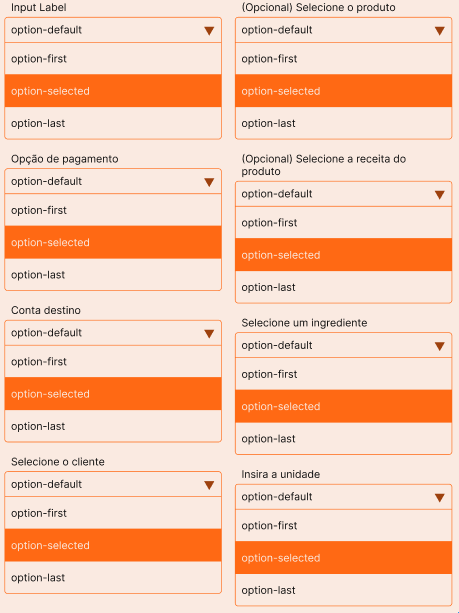 Input Label
option-default
option-first
option-selected
option-last
Opção de pagamento
option-default
option-first
option-selected
option-last
Conta destino
option-default
option-first
option-selected
option-last
Selecione o cliente
option-default
option-first
option-selected
option-last
(Opcional) Selecione o produto
option-default
option-first
option-selected
option-last
(Opcional) Selecione a receita do
produto
option-default
option-first
option-selected
option-last
Selecione um ingrediente
option-default
option-first
option-selected
option-last
Insira a unidade
option-default
option-first
option-selected
option-last